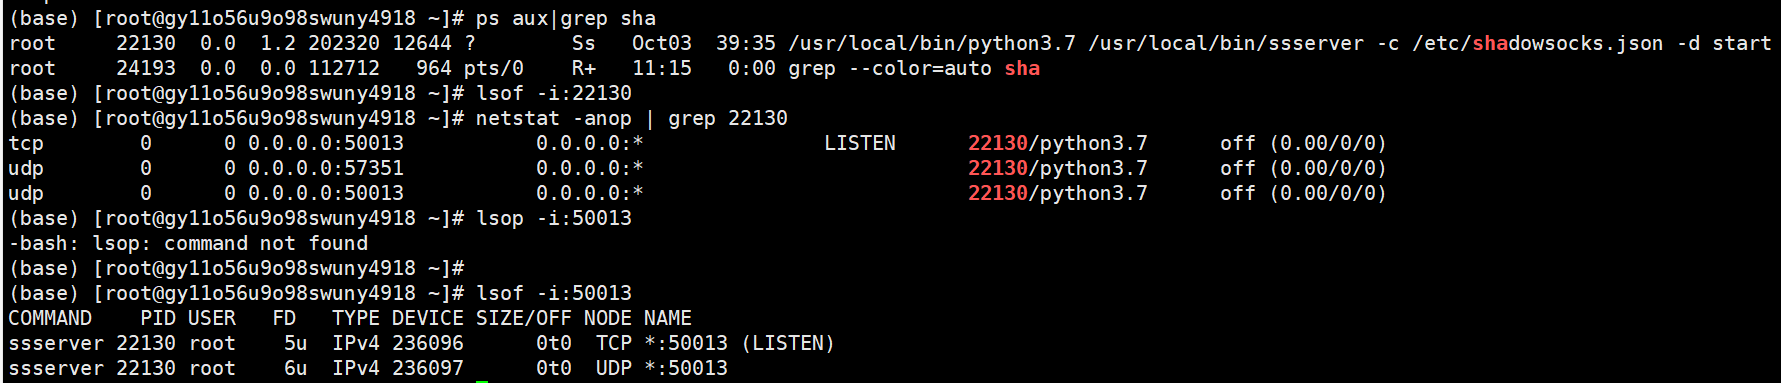 (base) [root@gy11o56u9o98swuny4918 ~]# ps aux|grep sha
root     22130  0.0  1.2 202320 12644 ?        Ss   Oct03  39:35 /usr/local/bin/python3.7 /usr/local/bin/ssserver -c /etc/shadowsocks.json -d start
root     24193  0.0  0.0 112712   964 pts/0    R+   11:15   0:00 grep --color=auto sha
(base) [root@gy11o56u9o98swuny4918 ~]# lsof -i:22130
(base) [root@gy11o56u9o98swuny4918 ~]# netstat -anop | grep 22130
tcp        0      0 0.0.0.0:50013           0.0.0.0:*               LISTEN      22130/python3.7      off (0.00/0/0)
udp        0      0 0.0.0.0:57351           0.0.0.0:*                           22130/python3.7      off (0.00/0/0)
udp        0      0 0.0.0.0:50013           0.0.0.0:*                           22130/python3.7      off (0.00/0/0)
(base) [root@gy11o56u9o98swuny4918 ~]# lsop -i:50013
-bash: lsop: command not found
(base) [root@gy11o56u9o98swuny4918 ~]#
(base) [root@gy11o56u9o98swuny4918 ~]# lsof -i:50013
COMMAND    PID USER   FD   TYPE DEVICE SIZE/OFF NODE NAME
ssserver 22130 root    5u  IPv4 236096      0t0  TCP *:50013 (LISTEN)
ssserver 22130 root    6u  IPv4 236097      0t0  UDP *:50013